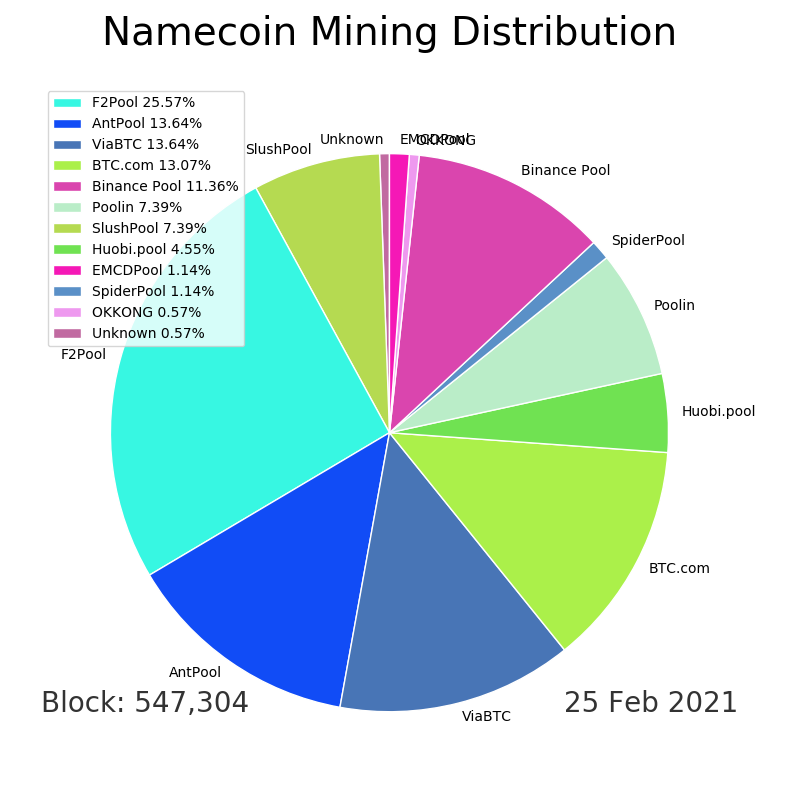 Namecoin Mining Distribution
F2Pool 25.57%
AntPool 13.64%
ViaBTC 13.64%
BTC.com 13.07%
Binance Pool 11.36%
Poolin 7.39%
SlushPool 7.39%
Huobi.pool 4.55%
EMCDPool 1.14%
SpiderPool 1.14%
OKKONG 0.57%
Unknown 0.57%
Unknown
EMCDPool
OKKONG
SlushPool
Binance Pool
SpiderPool
Poolin
F2Pool
Huobi.pool
BTC.com
AntPool
ViaBTC
Block: 547,304
25 Feb 2021